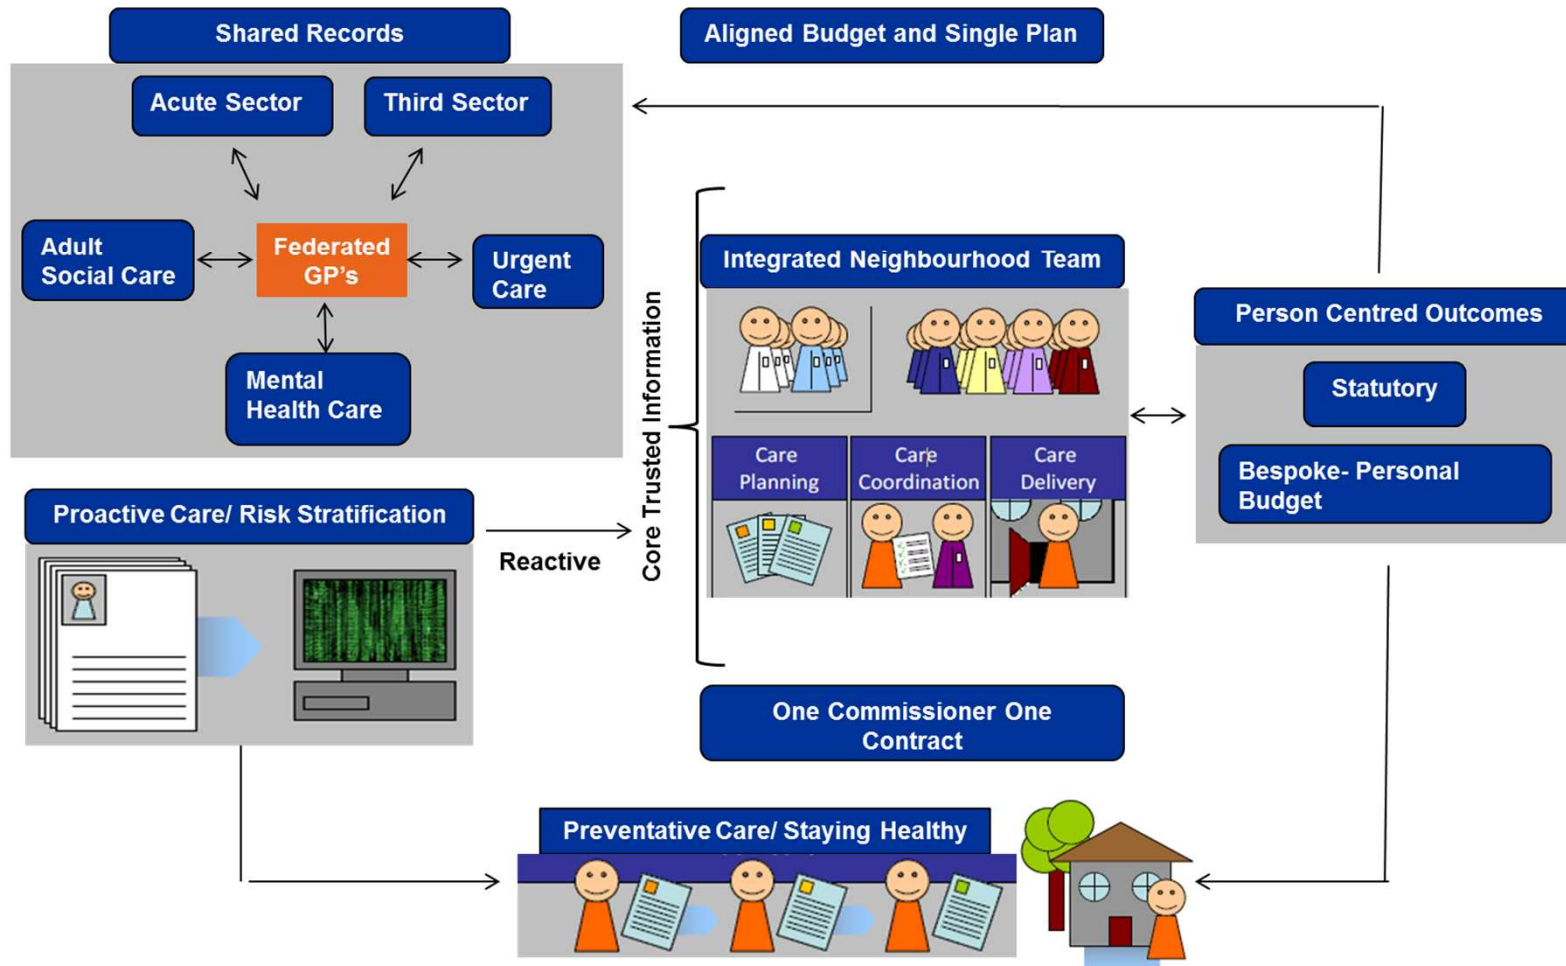 Shared Records
Aligned Budget and Single Plan
Acute Sector
Third Sector
Adult
Social Care
Federated
GP's
Urgent
Care
Mental
Health Care
Core Trusted Information
Integrated Neighbourhood Team
Care
Planning
Care
Coordination
Care
Delivery
Person Centred Outcomes
Statutory
Bespoke- Personal
Budget
Proactive Care/ Risk Stratification
Reactive
One Commissioner One
Contract
Preventative Care/ Staying Healthy